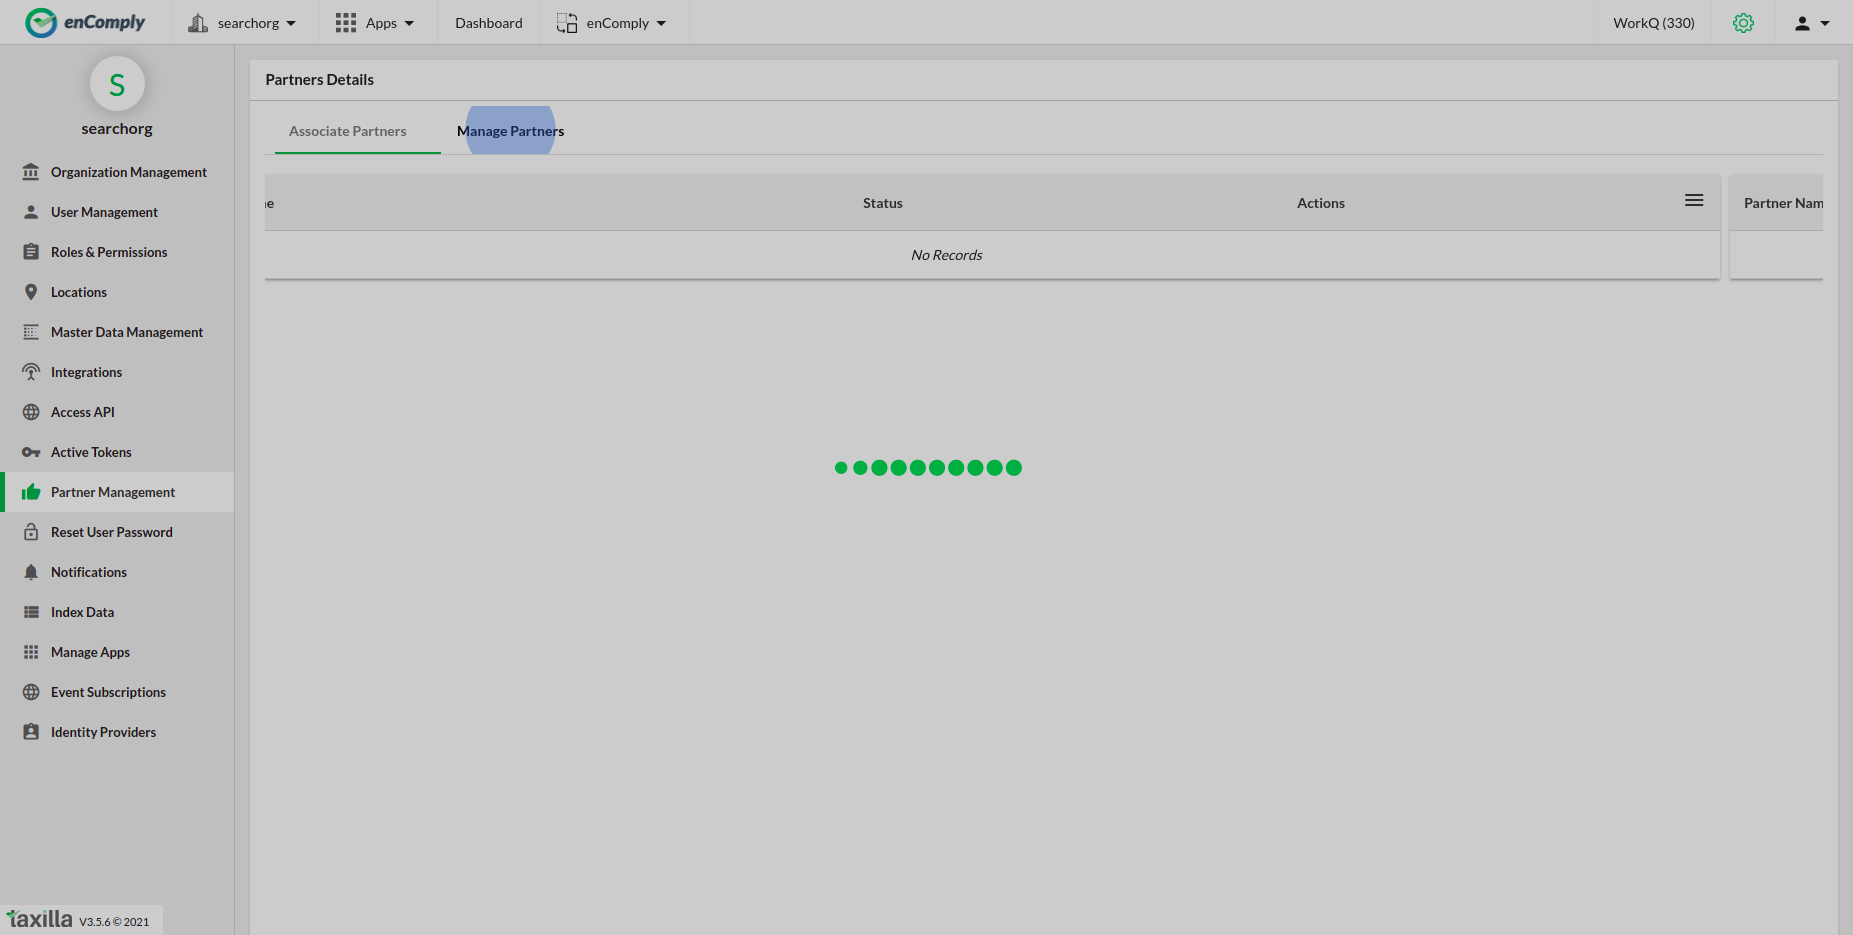 enComply
searchorg
Apps
Dashboard
enComply
WorkQ (330)
S
searchorg
Organization Management
User Management
Roles & Permissions
Locations
Master Data Management
Integrations
Access API
Active Tokens
Partner Management
Reset User Password
Notifications
Index Data
Manage Apps
Event Subscriptions
Identity Providers
taxilla V3.5.6 © 2021
Partners Details
Associate Partners
Manage Partners
Status
Actions
Partner Nam
No Records